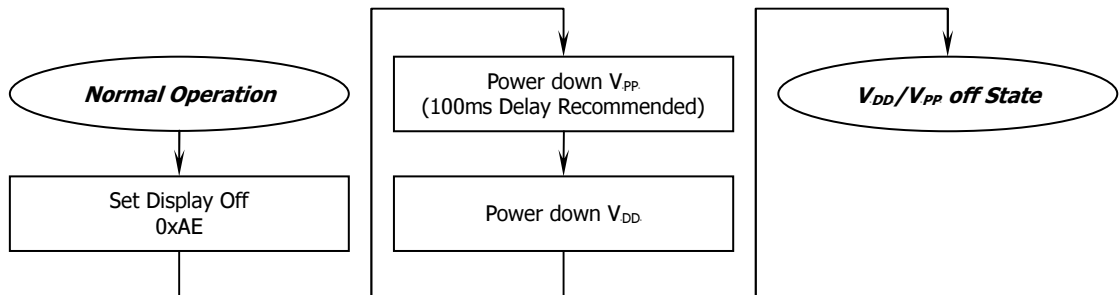 Normal Operation
Set Display Off
0xAE
Power down VPP
(100ms Delay Recommended)
Power down VDD
VDD/VPP off State